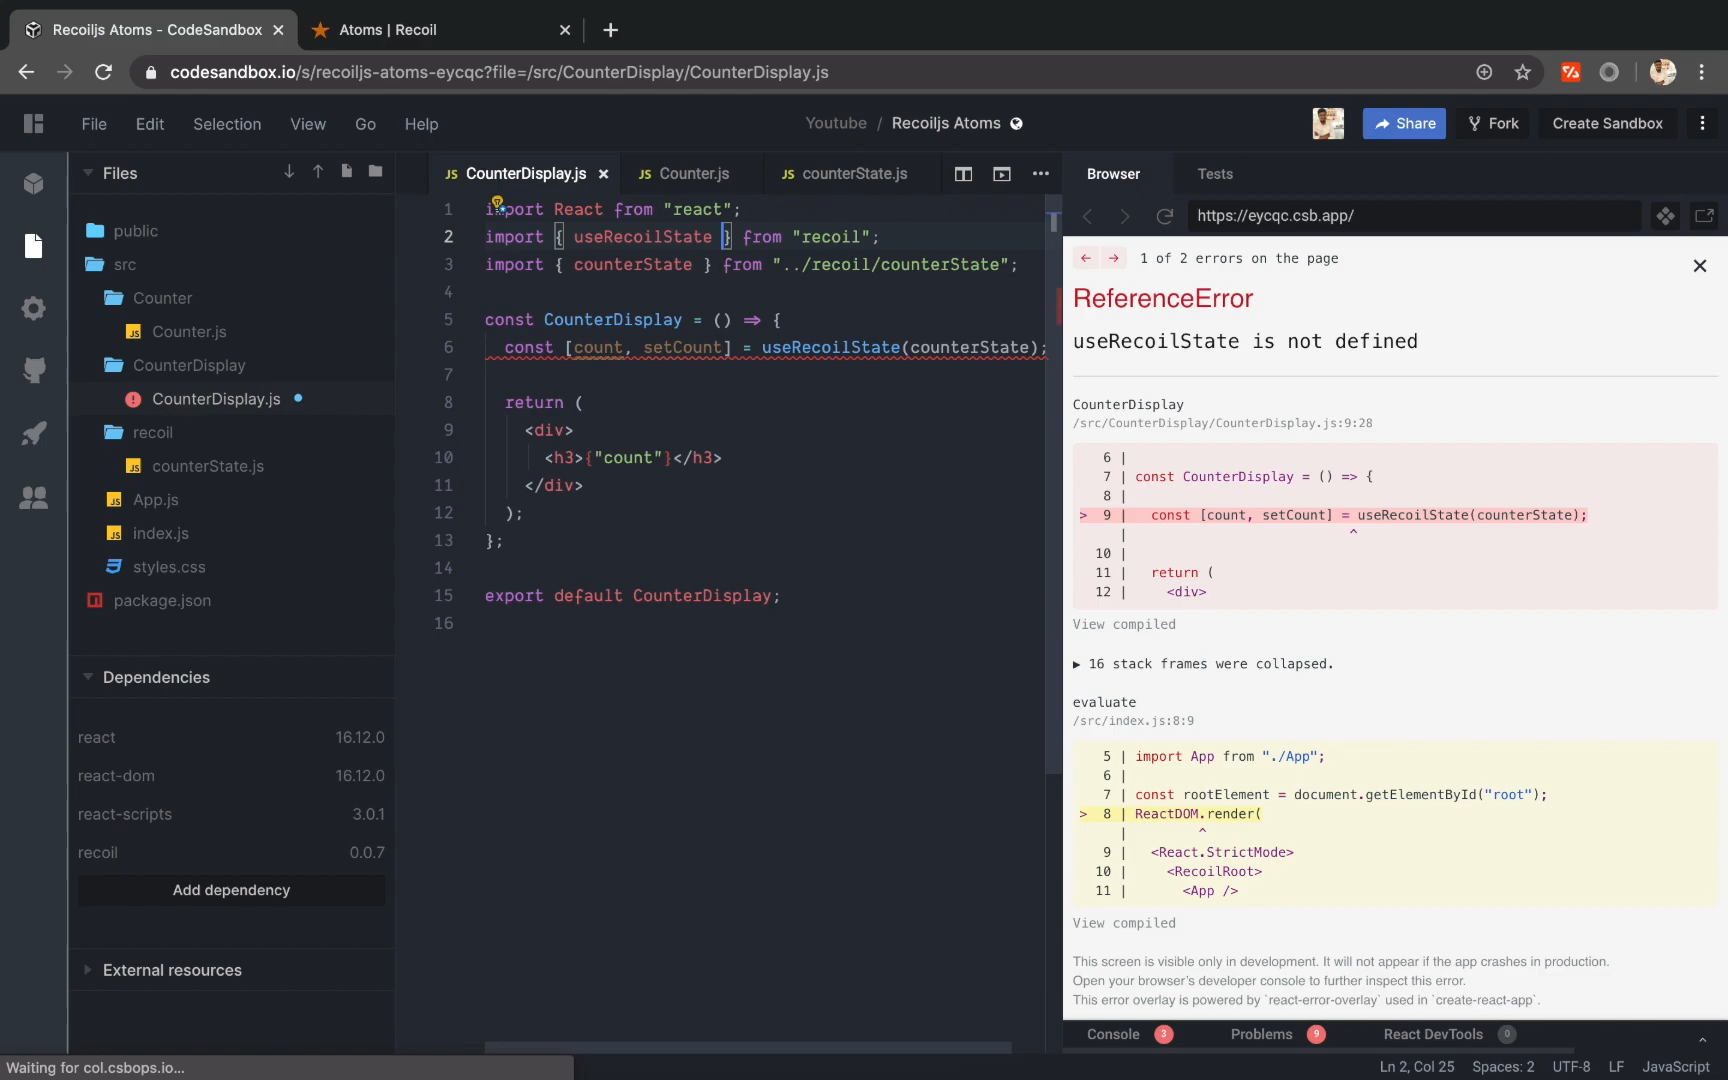 Recoiljs Atoms - CodeSandbox
Atoms | Recoil
codesandbox.io/s/recoiljs-atoms-eycqc?file=/src/CounterDisplay/CounterDisplay.js
File Edit Selection View Go Help
Youtube / Recoiljs Atoms
Share
Fork
Create Sandbox
Files
public
src
Counter
JS Counter.js
CounterDisplay
CounterDisplay.js
recoil
JS counterState.js
JS App.js
JS index.js
styles.css
package.json
Dependencies
react 16.12.0
react-dom 16.12.0
react-scripts 3.0.1
recoil 0.0.7
Add dependency
External resources
JS CounterDisplay.js
JS Counter.js
JS counterState.js
1 import React from "react";
2 import { useRecoilState } from "recoil";
3 import { counterState } from "../recoil/counterState";
4
5 const CounterDisplay = () => {
6 const [count, setCount] = useRecoilState(counterState);
7
8 return (
9 <div>
10 <h3>{"count"}</h3>
11 </div>
12 );
13 };
14
15 export default CounterDisplay;
16
Browser
Tests
https://eycqc.csb.app/
1 of 2 errors on the page
ReferenceError
useRecoilState is not defined
CounterDisplay
/src/CounterDisplay/CounterDisplay.js:9:28
6 |
7 | const CounterDisplay = () => {
8 |
> 9 | const [count, setCount] = useRecoilState(counterState);
| ^
10 |
11 | return (
12 | <div>
View compiled
▶ 16 stack frames were collapsed.
evaluate
/src/index.js:8:9
5 | import App from "./App";
6 |
7 | const rootElement = document.getElementById("root");
> 8 | ReactDOM.render(
| ^
9 | <React.StrictMode>
10 | <RecoilRoot>
11 | <App />
View compiled
This screen is visible only in development. It will not appear if the app crashes in production.
Open your browser's developer console to further inspect this error.
This error overlay is powered by `react-error-overlay` used in `create-react-app`.
Console 3
Problems 9
React DevTools 0
Waiting for col.csbops.io...
Ln 2, Col 25 Spaces: 2 UTF-8 LF JavaScript